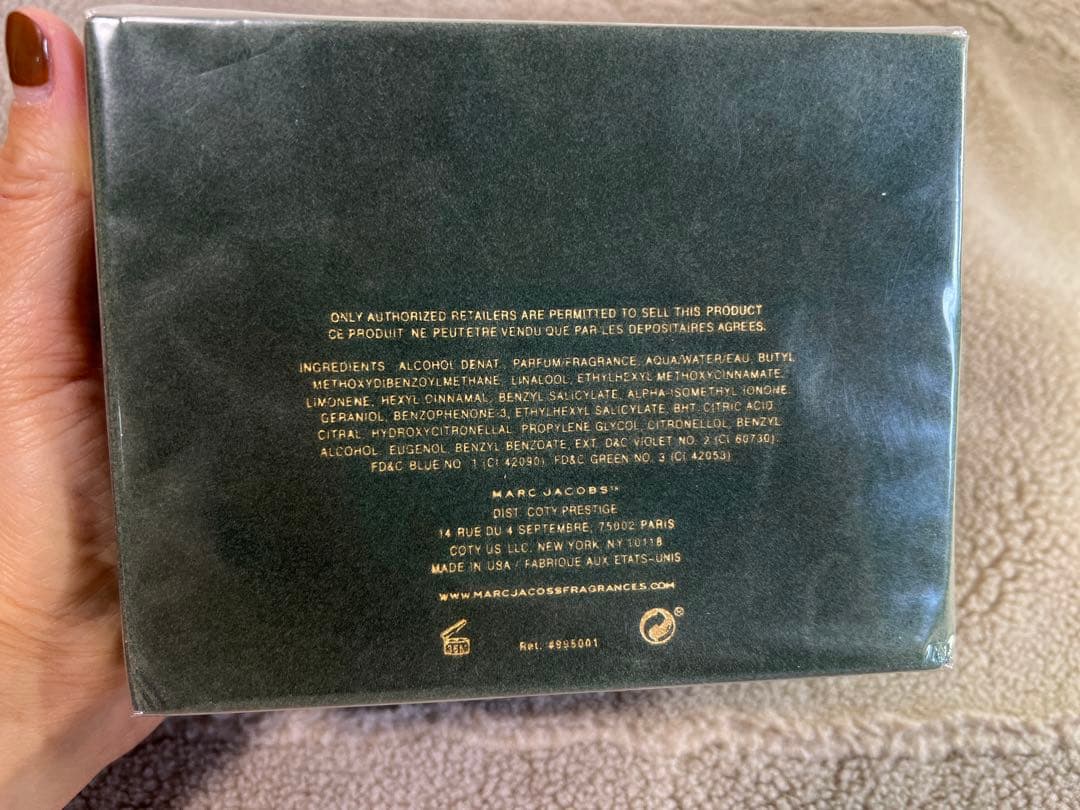 ONLY AUTHORIZED RETAILERS ARE PERMITTED TO SELL THIS PRODUCT
CE PRODUIT NE PEUT ETRE VENDU QUE PAR LES DEPOSITAIRES AGREES.
INGREDIENTS ALCOHOL DENAT., PARFUM/FRAGRANCE, AQUA/WATER/EAU, BUTYL
METHOXYDIBENZOYLMETHANE, LINALOOL, ETHYLHEXYL METHOXYCINNAMATE,
LIMONENE, HEXYL CINNAMAL, BENZYL SALICYLATE, ALPHA-ISOMETHYL IONONE,
GERANIOL, BENZOPHENONE-3, ETHYLHEXYL SALICYLATE, BHT, CITRIC ACID,
CITRAL, HYDROXYCITRONELLAL, PROPYLENE GLYCOL, CITRONELLOL, BENZYL
ALCOHOL, EUGENOL, BENZYL BENZOATE, EXT. D&C VIOLET NO. 2 (CI 60730),
FD&C BLUE NO. 1 (CI 42090), FD&C GREEN NO. 3 (CI 42053)
MARC JACOBS™
DIST. COTY PRESTIGE
14 RUE DU 4 SEPTEMBRE, 75002 PARIS
COTY US LLC, NEW YORK, NY 10118
MADE IN USA / FABRIQUE AUX ETATS-UNIS
WWW.MARCJACOBSFRAGRANCES.COM
Ref. #995001